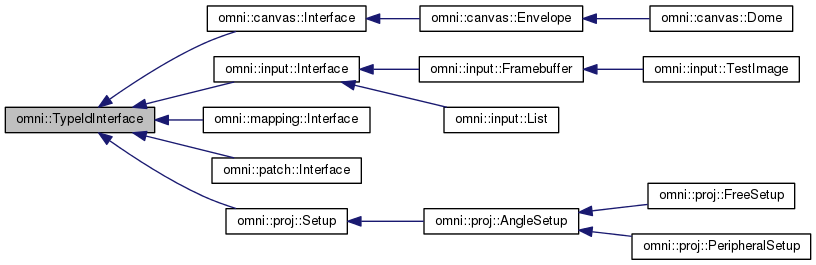 omni::canvas::Interface
omni::canvas::Envelope
omni::canvas::Dome
omni::input::Interface
omni::input::Framebuffer
omni::input::TestImage
omni::TypeIdInterface
omni::mapping::Interface
omni::input::List
omni::patch::Interface
omni::proj::Setup
omni::proj::AngleSetup
omni::proj::FreeSetup
omni::proj::PeripheralSetup